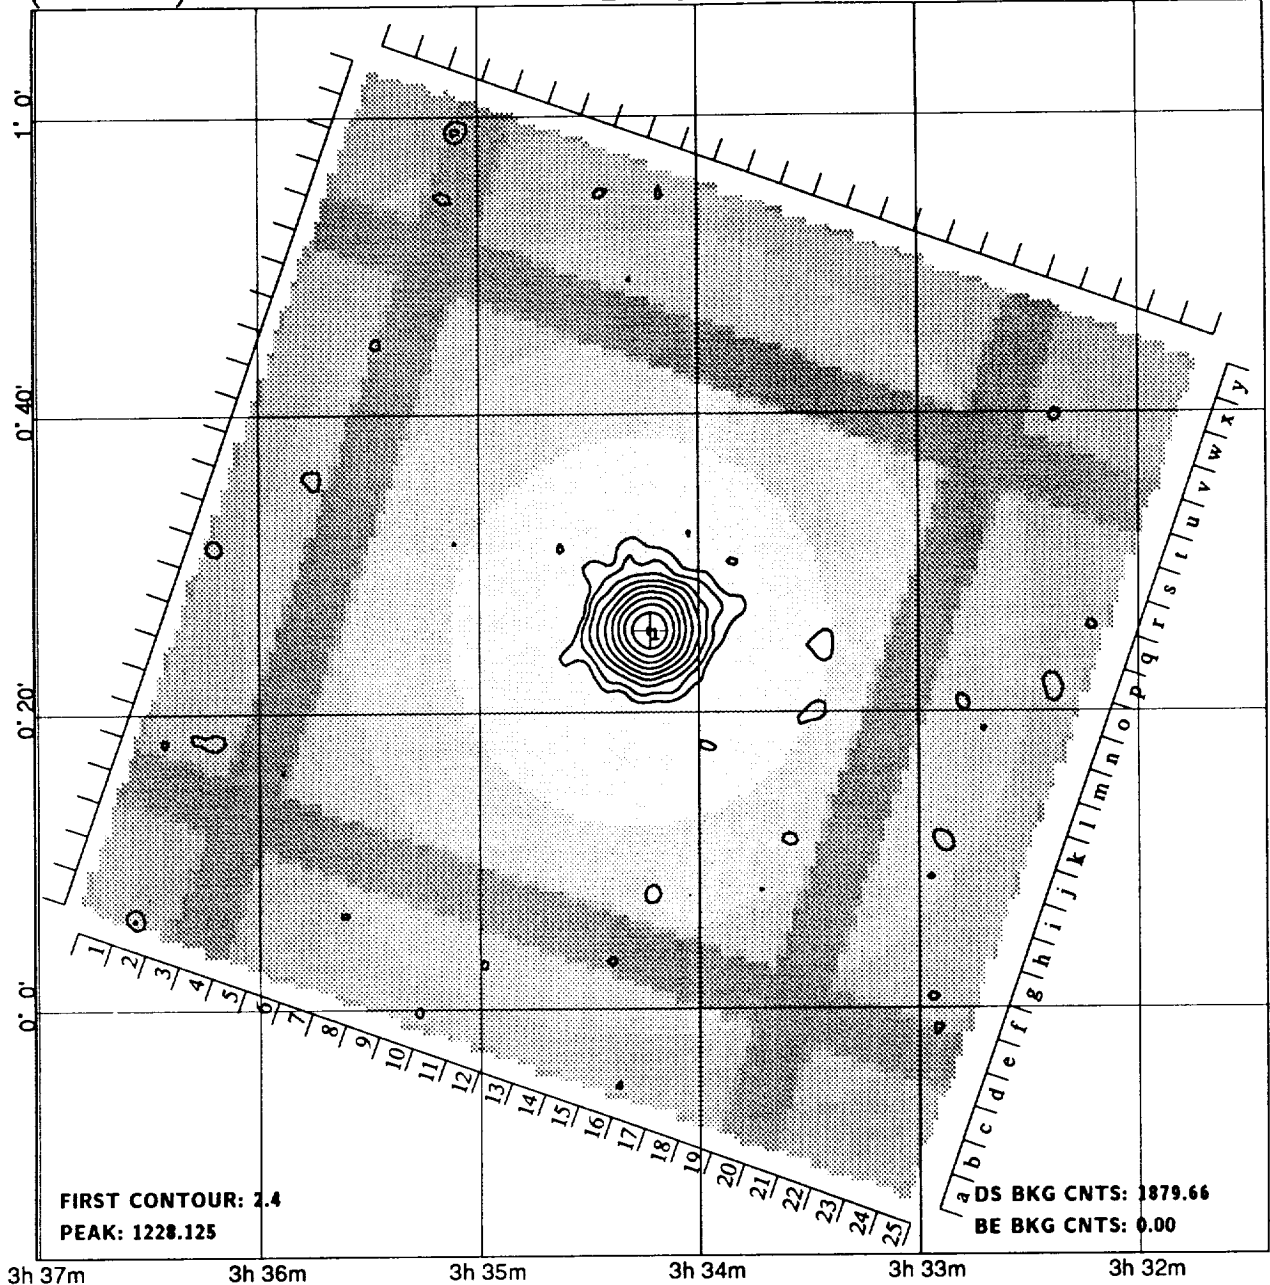 1° 0'
0° 40'
0° 20'
0° 0'
y
x
w
v
u
t
s
r
q
p
o
n
m
l
k
j
i
h
g
f
e
d
c
b
a
1 2 3 4 5 6 7 8 9 10 11 12 13 14 15 16 17 18 19 20 21 22 23 24 25
FIRST CONTOUR: 2.4
PEAK: 1228.125
DS BKG CNTS: 1879.66
BE BKG CNTS: 0.00
3h 37m 3h 36m 3h 35m 3h 34m 3h 33m 3h 32m